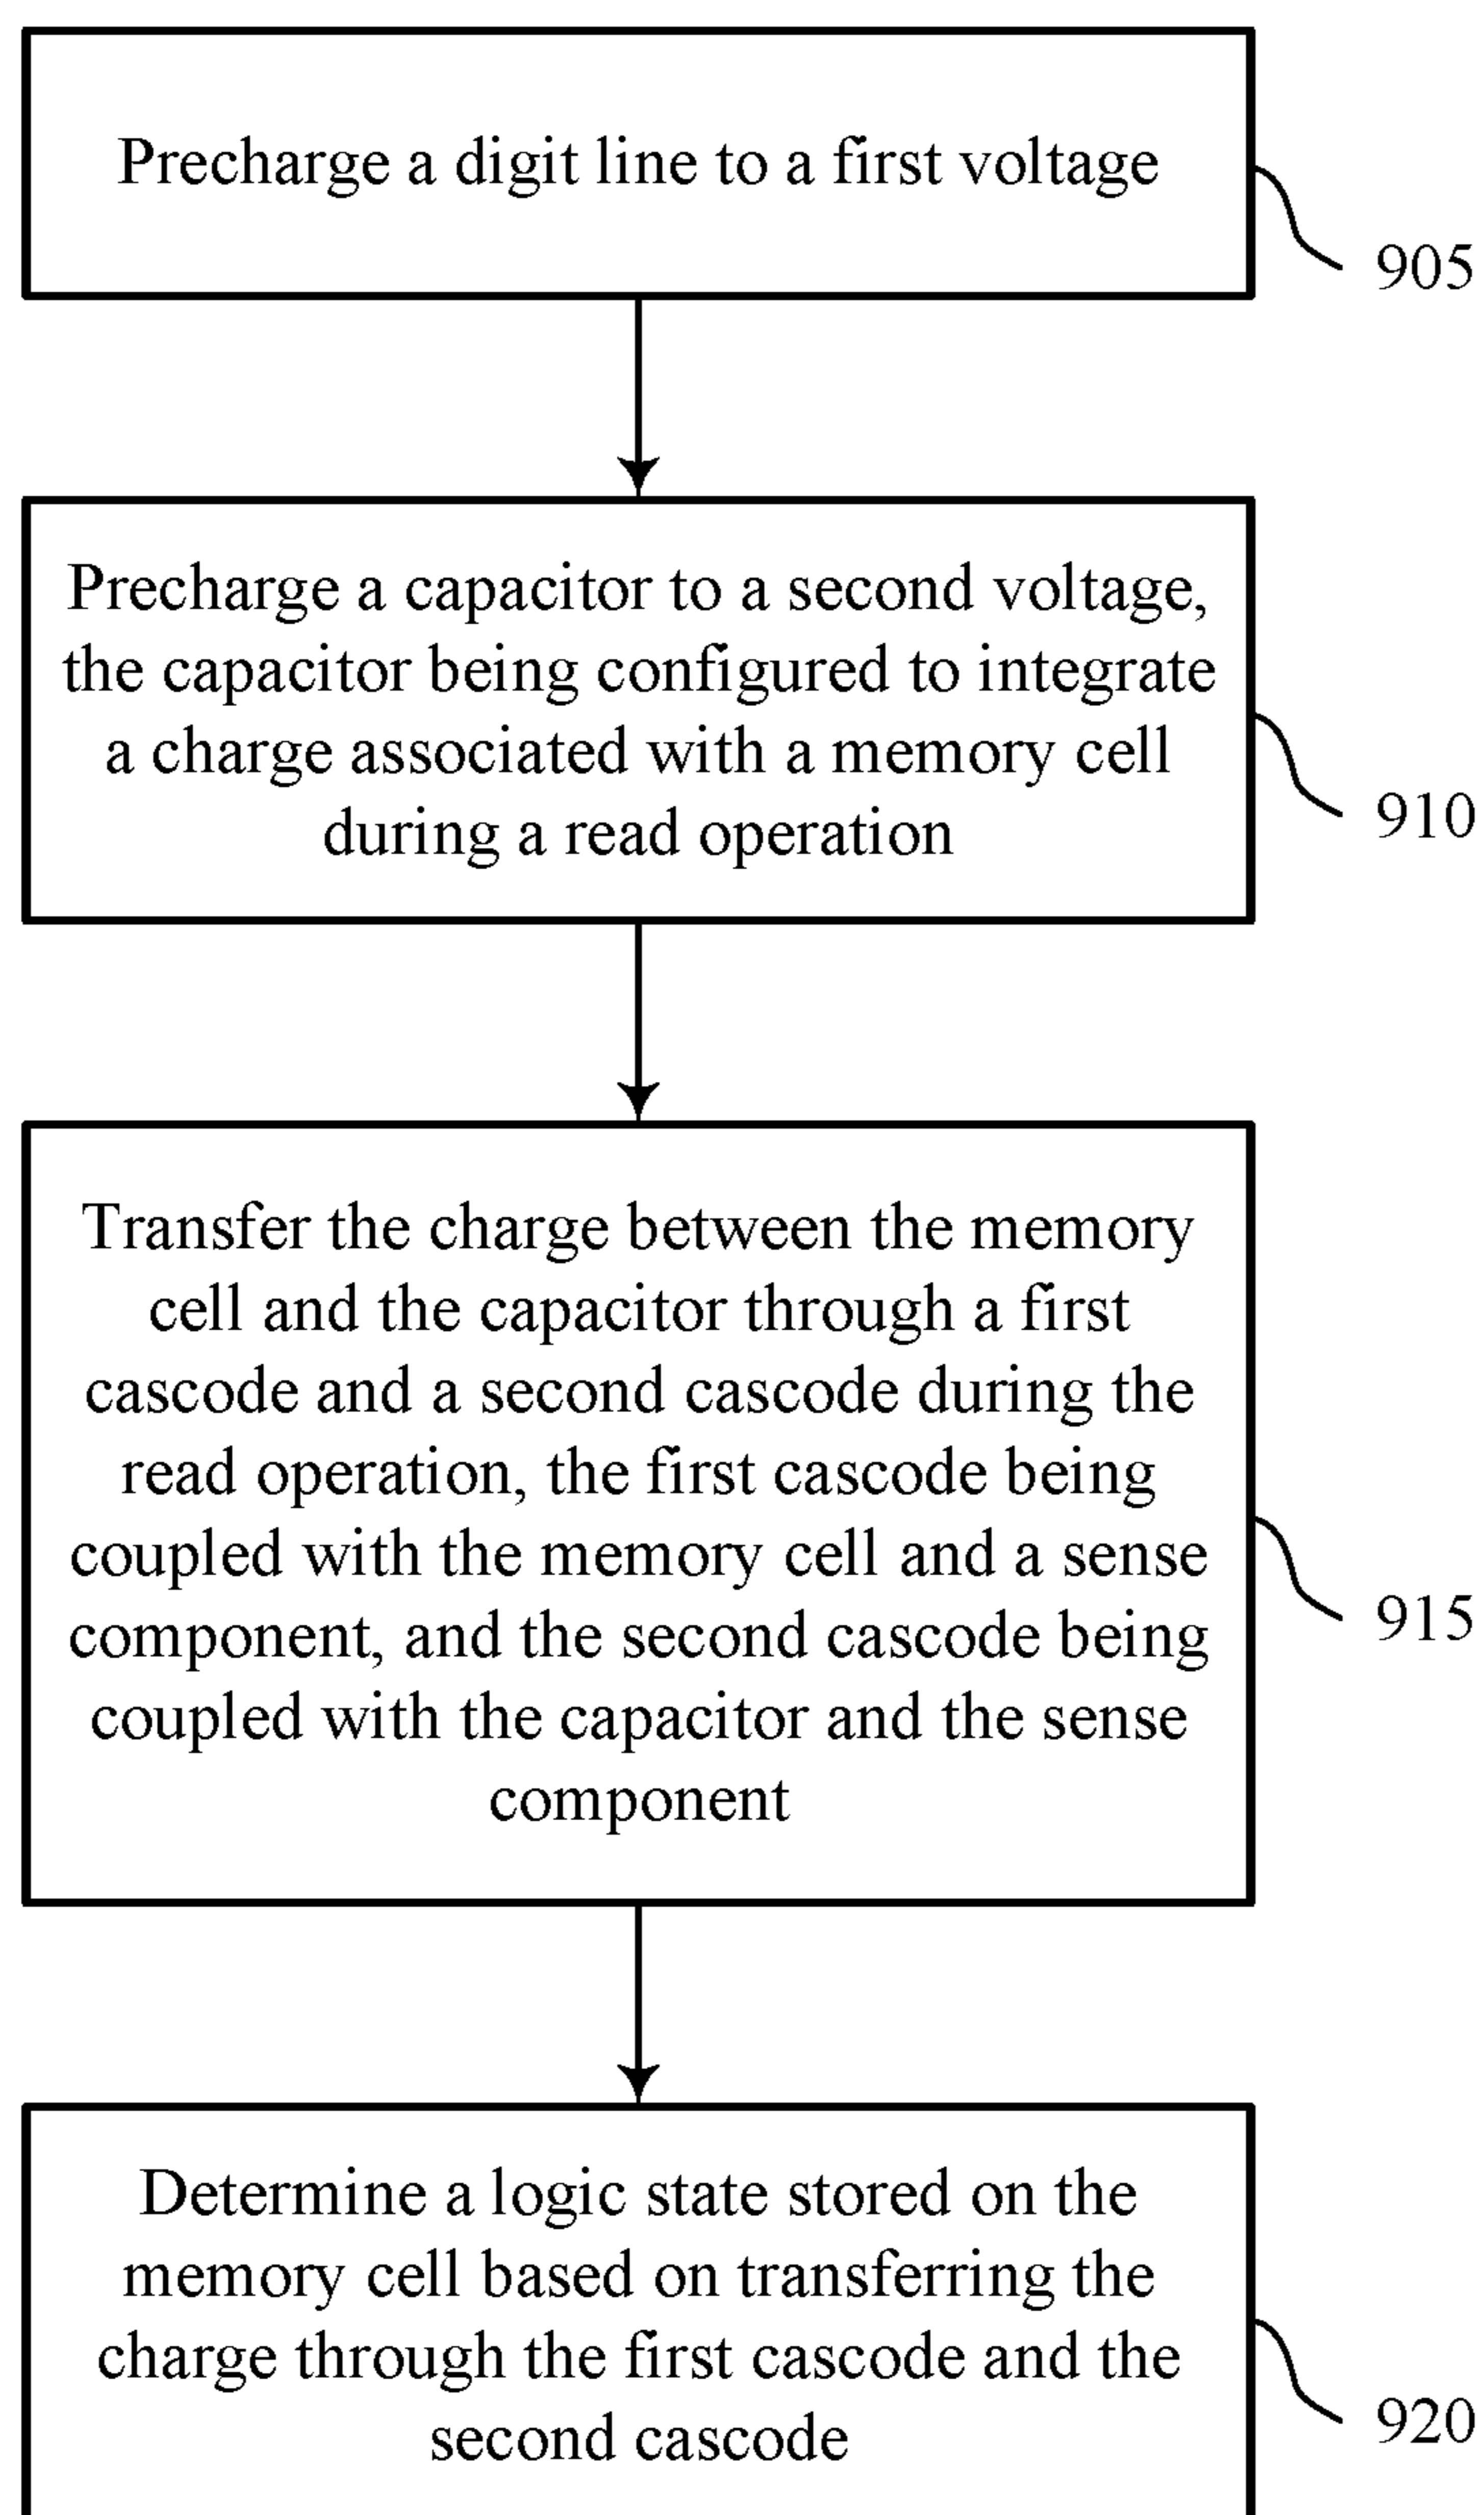 Precharge a digit line to a first voltage
905
Precharge a capacitor to a second voltage,
the capacitor being configured to integrate
a charge associated with a memory cell
during a read operation
910
Transfer the charge between the memory
cell and the capacitor through a first
cascode and a second cascode during the
read operation, the first cascode being
coupled with the memory cell and a sense
component, and the second cascode being
coupled with the capacitor and the sense
component
915
Determine a logic state stored on the
memory cell based on transferring the
charge through the first cascode and the
second cascode
920